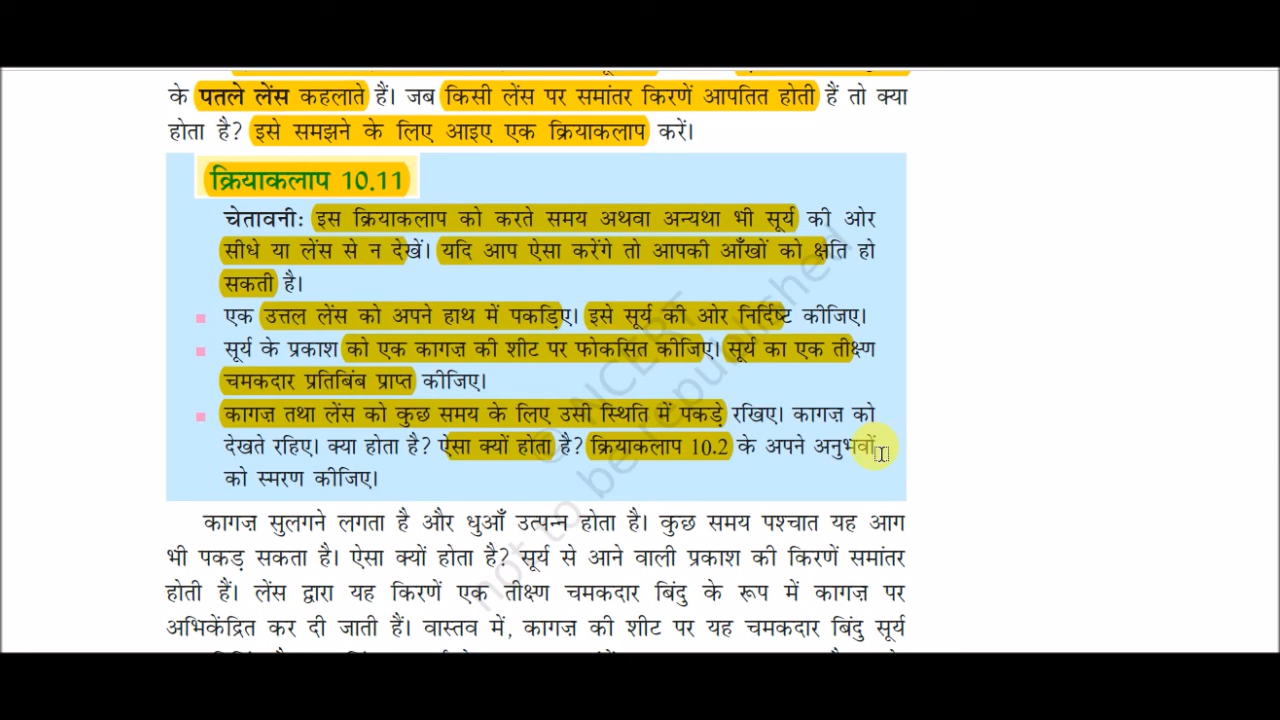 के पतले लेंस कहलाते हैं। जब किसी लेंस पर समांतर किरणें आपतित होती हैं तो क्या
होता है? इसे समझने के लिए आइए एक क्रियाकलाप करें।
क्रियाकलाप 10.11
चेतावनी: इस क्रियाकलाप को करते समय अथवा अन्यथा भी सूर्य की ओर
सीधे या लेंस से न देखें। यदि आप ऐसा करेंगे तो आपकी आँखों को क्षति हो
सकती है।
एक उत्तल लेंस को अपने हाथ में पकड़िए। इसे सूर्य की ओर निर्दिष्ट कीजिए।
सूर्य के प्रकाश को एक कागज़ की शीट पर फोकसित कीजिए। सूर्य का एक तीक्ष्ण
चमकदार प्रतिबिंब प्राप्त कीजिए।
कागज़ तथा लेंस को कुछ समय के लिए उसी स्थिति में पकड़े रखिए। कागज़ को
देखते रहिए। क्या होता है? ऐसा क्यों होता है? क्रियाकलाप 10.2 के अपने अनुभवों
को स्मरण कीजिए।
कागज़ सुलगने लगता है और धुआँ उत्पन्न होता है। कुछ समय पश्चात यह आग
भी पकड़ सकता है। ऐसा क्यों होता है? सूर्य से आने वाली प्रकाश की किरणें समांतर
होती हैं। लेंस द्वारा यह किरणें एक तीक्ष्ण चमकदार बिंदु के रूप में कागज़ पर
अभिकेंद्रित कर दी जाती हैं। वास्तव में, कागज़ की शीट पर यह चमकदार बिंदु सूर्य
© NCERT
not to be republished